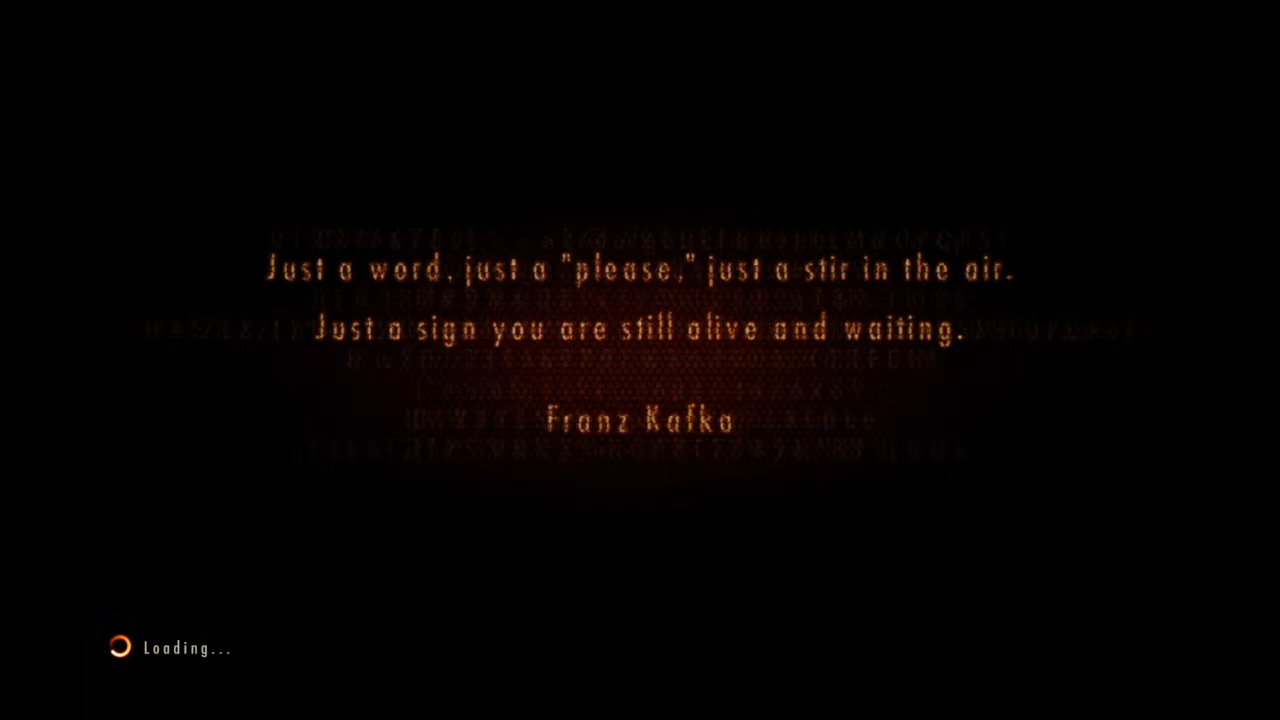 Just a word, just a "please," just a stir in the air.
Just a sign you are still alive and waiting.
Franz Kafka
Loading...